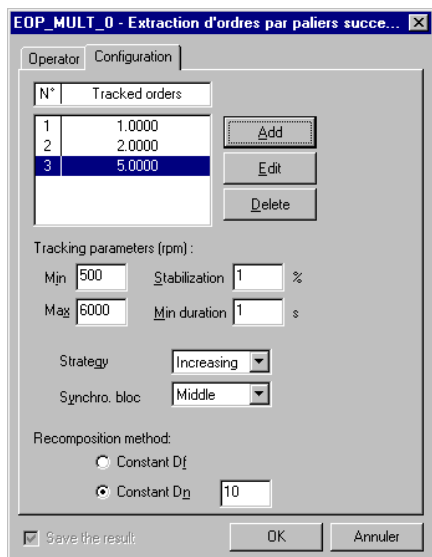 EOP_MULT_0 - Extraction d'ordres par paliers succe...
Operator Configuration
N° Tracked orders
1 1.0000
2 2.0000
3 5.0000
Add
Edit
Delete
Tracking parameters (rpm) :
Min 500 Stabilization 1 %
Max 6000 Min duration 1 s
Strategy Increasing
Synchro. bloc Middle
Recomposition method:
Constant Df
Constant Dn 10
Save the result OK Annuler